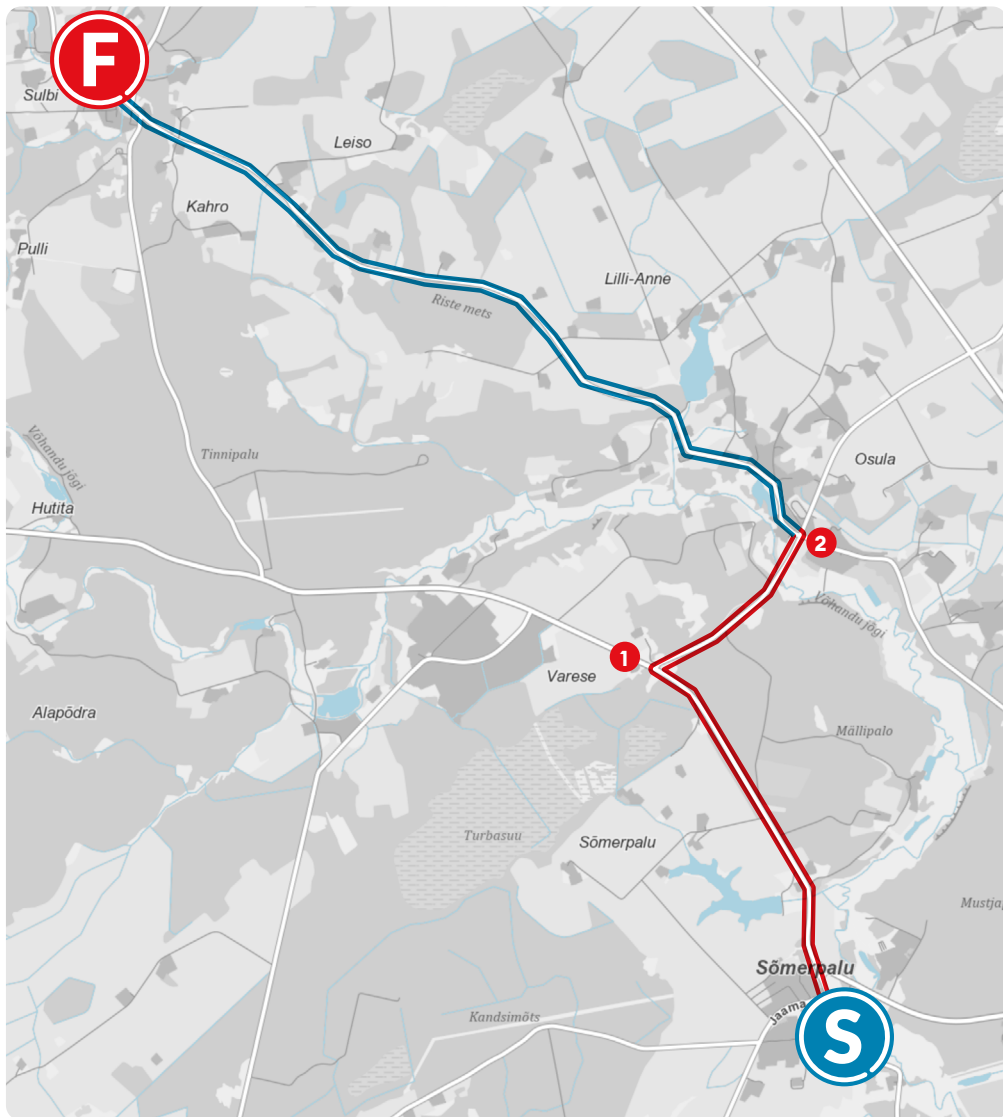 F
Sulbi
Leiso
Kahro
Pulli
Lilli-Anne
Riste mets
Võhandu jõgi
Tinnipalu
Osula
Hutita
2
Võhandu jõgi
1
Varese
Alapõdra
Mällipalo
Turbasuu
Sõmerpalu
Sõmerpalu
Jaama
Kandsimõts
S